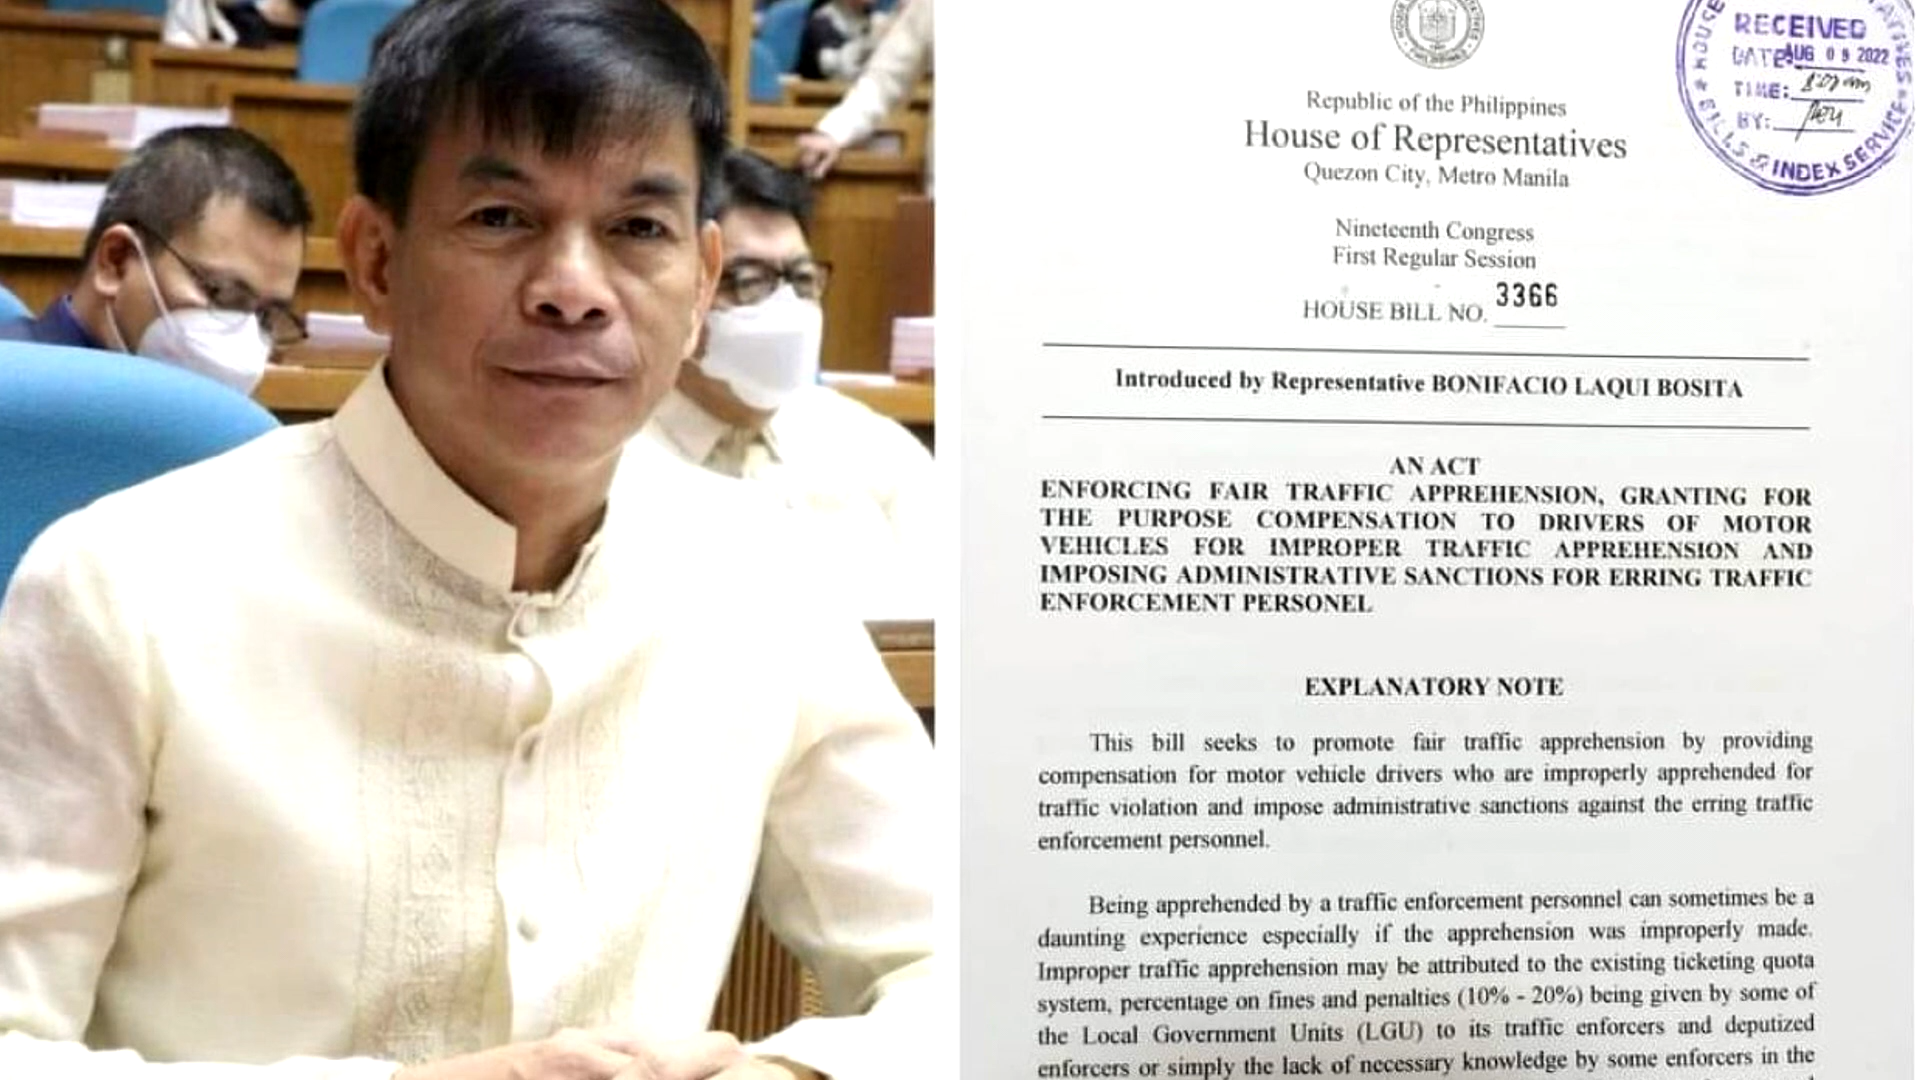 RECEIVED
DATE: AUG 09 2022
TIME:
BY:
BILLS & INDEX SERVICE
Republic of the Philippines
House of Representatives
Quezon City, Metro Manila
Nineteenth Congress
First Regular Session
HOUSE BILL NO. 3366
Introduced by Representative BONIFACIO LAQUI BOSITA
AN ACT
ENFORCING FAIR TRAFFIC APPREHENSION, GRANTING FOR
THE PURPOSE COMPENSATION TO DRIVERS OF MOTOR
VEHICLES FOR IMPROPER TRAFFIC APPREHENSION AND
IMPOSING ADMINISTRATIVE SANCTIONS FOR ERRING TRAFFIC
ENFORCEMENT PERSONEL
EXPLANATORY NOTE
This bill seeks to promote fair traffic apprehension by providing
compensation for motor vehicle drivers who are improperly apprehended for
traffic violation and impose administrative sanctions against the erring traffic
enforcement personnel.
Being apprehended by a traffic enforcement personnel can sometimes be a
daunting experience especially if the apprehension was improperly made.
Improper traffic apprehension may be attributed to the existing ticketing quota
system, percentage on fines and penalties (10% - 20%) being given by some of
the Local Government Units (LGU) to its traffic enforcers and deputized
enforcers or simply the lack of necessary knowledge by some enforcers in the